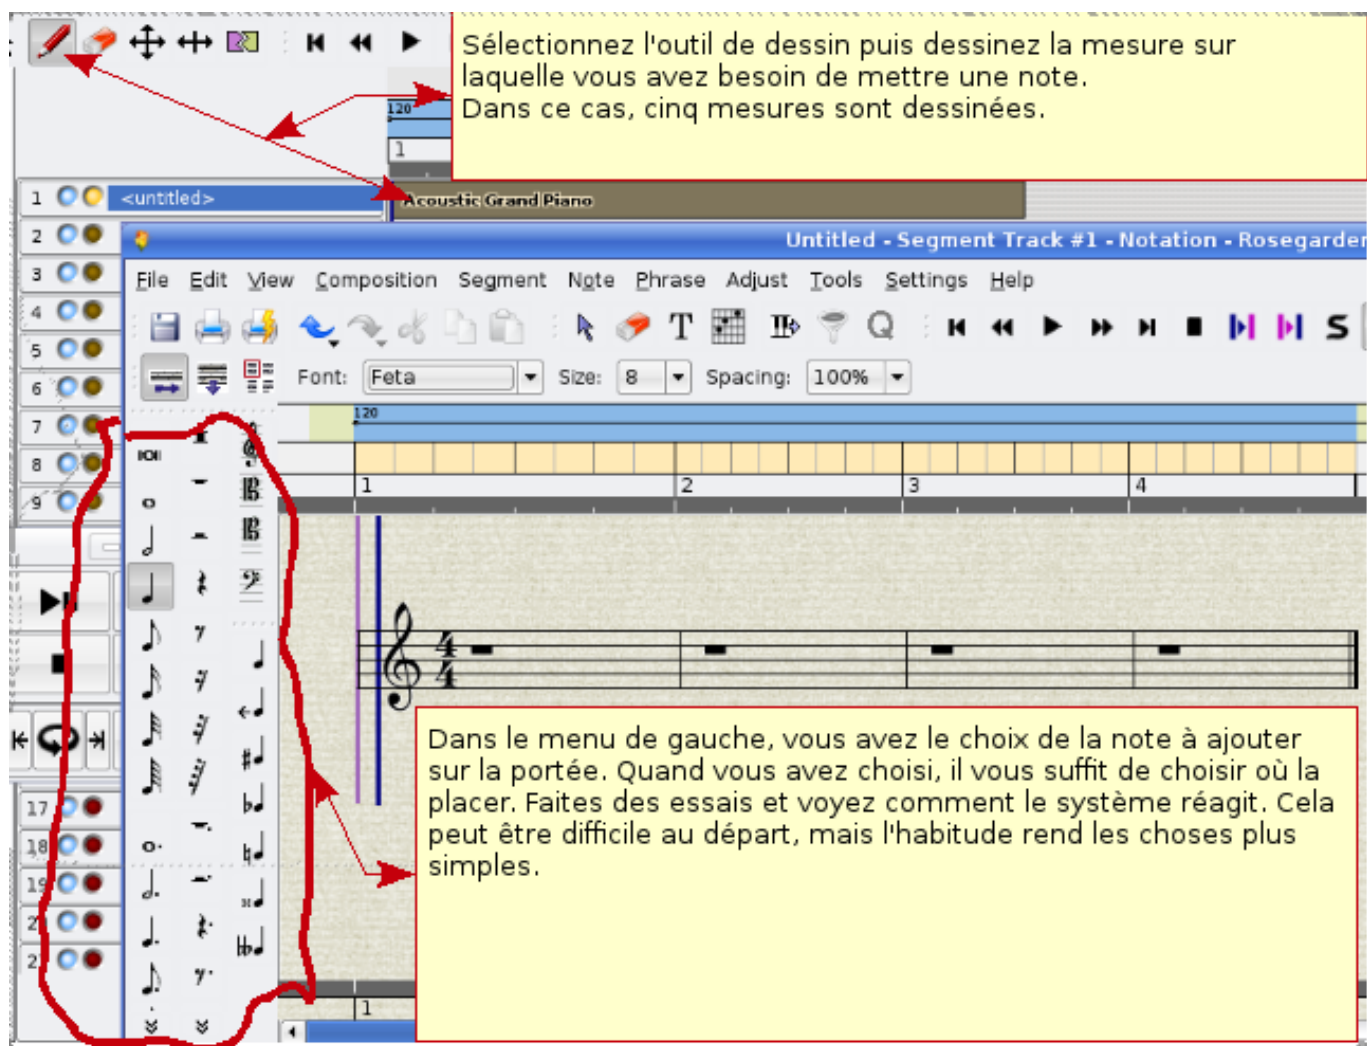 Sélectionnez l'outil de dessin puis dessinez la mesure sur
laquelle vous avez besoin de mettre une note.
Dans ce cas, cinq mesures sont dessinées.
120
1
1 <untitled>
Acoustic Grand Piano
2
Untitled - Segment Track #1 - Notation - Rosegarden
3
File Edit View Composition Segment Note Phrase Adjust Tools Settings Help
4
T Q S
5
6
Font: Feta Size: 8 Spacing: 100%
7
120
8
9
1 2 3 4
Dans le menu de gauche, vous avez le choix de la note à ajouter
sur la portée. Quand vous avez choisi, il vous suffit de choisir où la
placer. Faites des essais et voyez comment le système réagit. Cela
peut être difficile au départ, mais l'habitude rend les choses plus
simples.
17
18
19
1